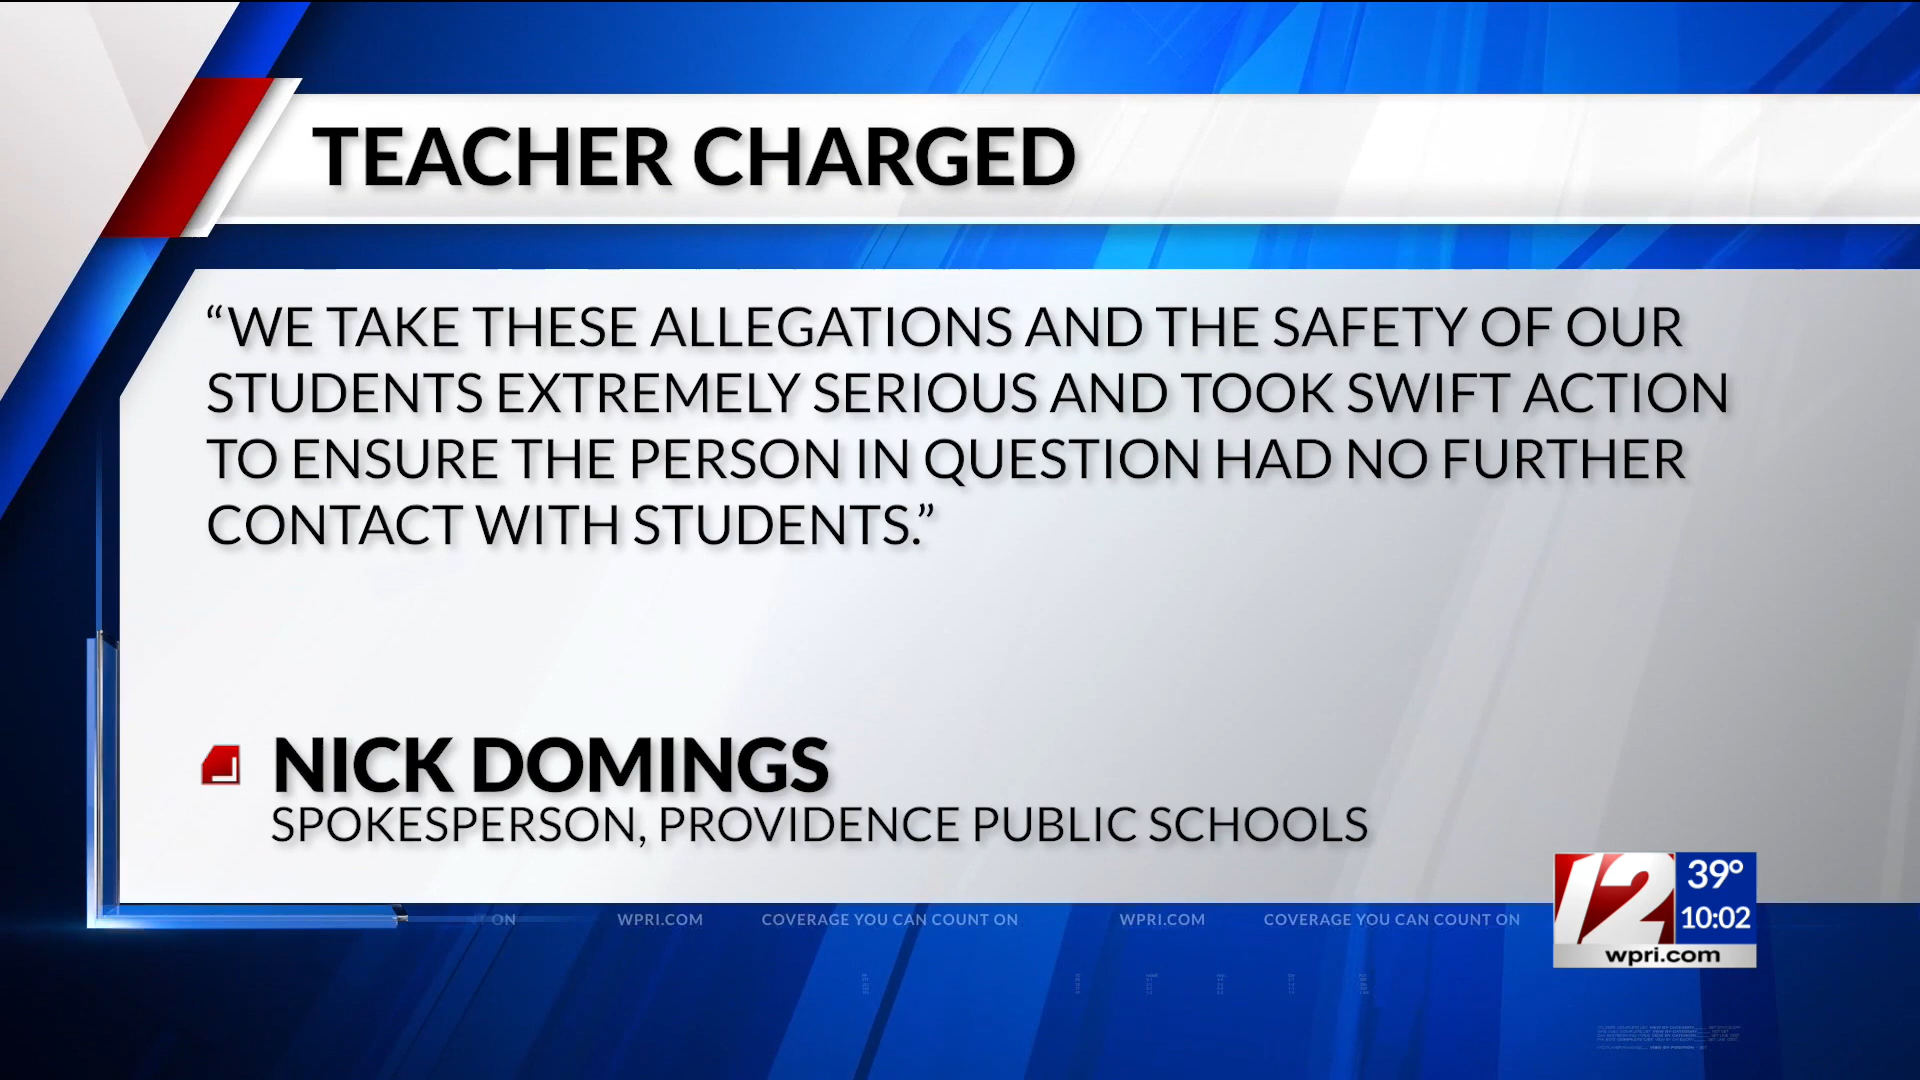 TEACHER CHARGED
“WE TAKE THESE ALLEGATIONS AND THE SAFETY OF OUR
STUDENTS EXTREMELY SERIOUS AND TOOK SWIFT ACTION
TO ENSURE THE PERSON IN QUESTION HAD NO FURTHER
CONTACT WITH STUDENTS.”
NICK DOMINGS
SPOKESPERSON, PROVIDENCE PUBLIC SCHOOLS
12
39°
10:02
wpri.com
ON WPRI.COM COVERAGE YOU CAN COUNT ON WPRI.COM COVERAGE YOU CAN COUNT ON